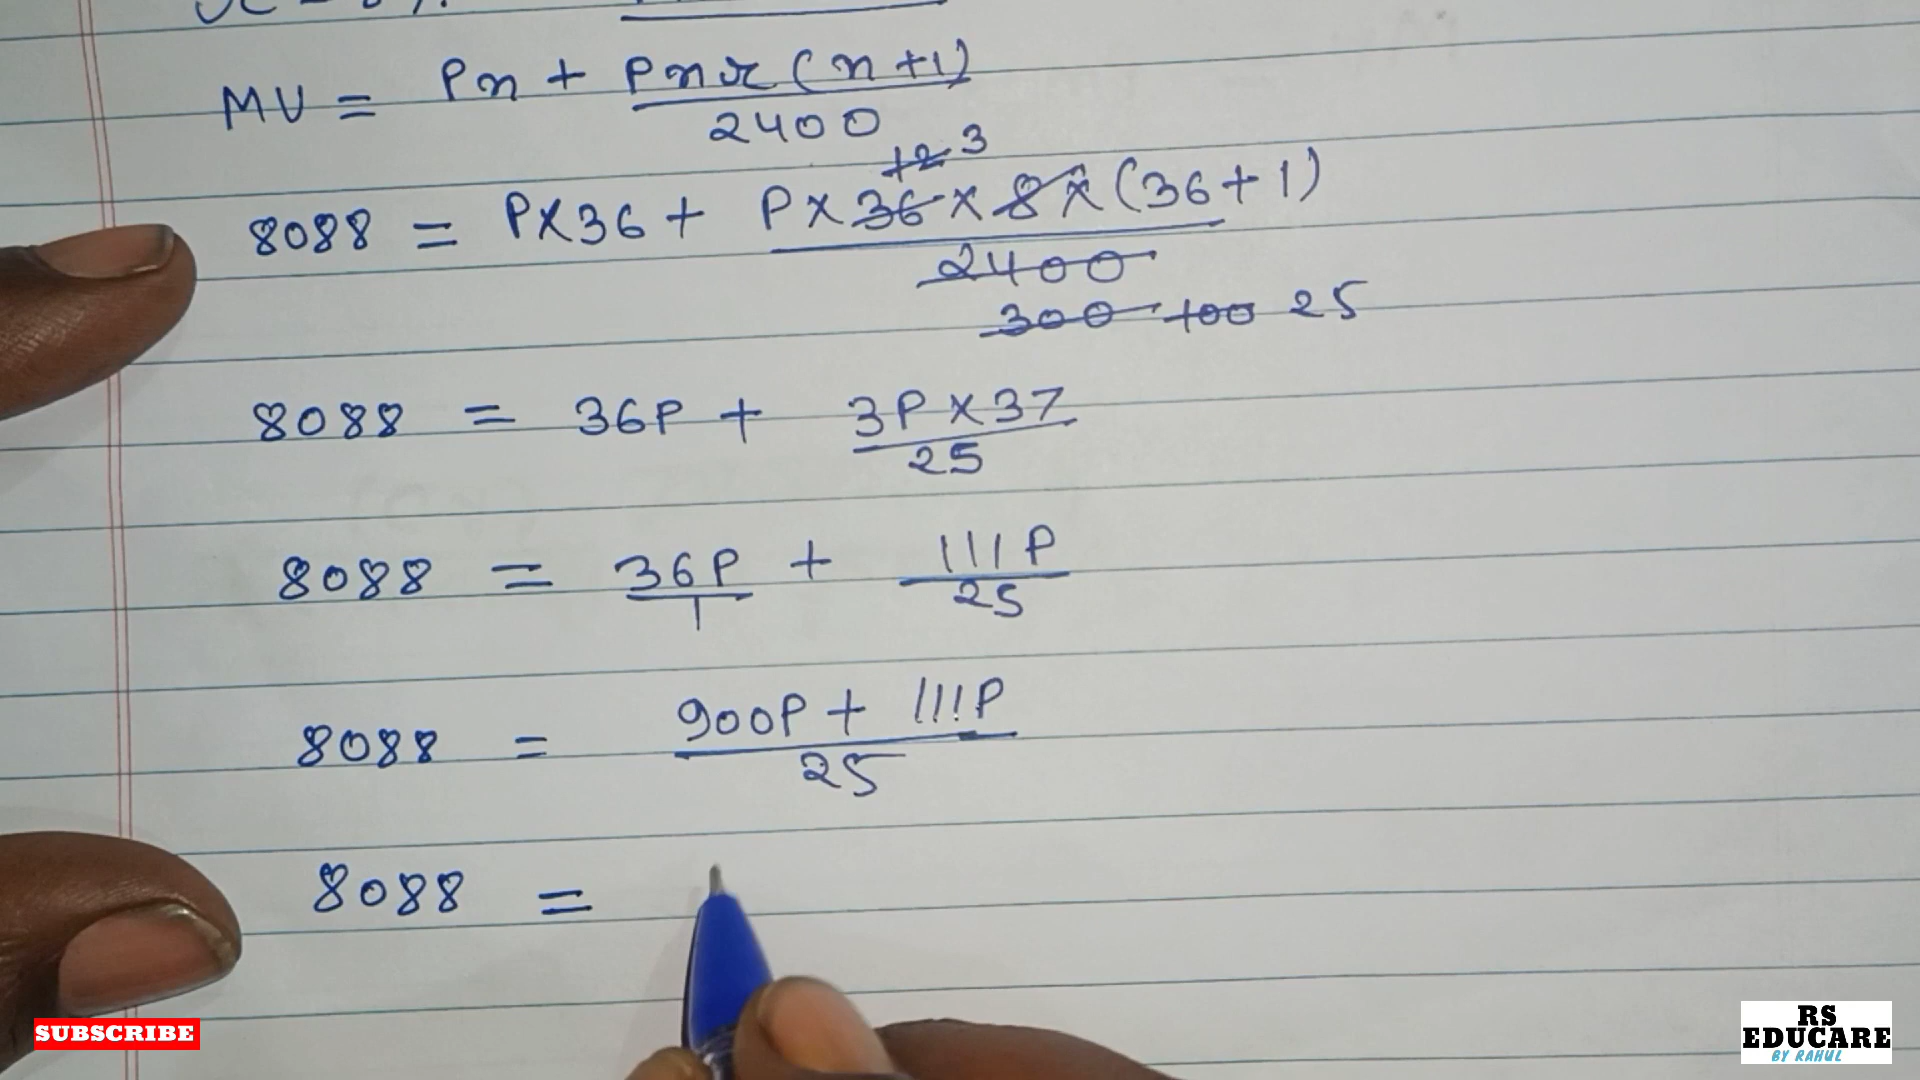 MV = Pn + Pnr(n+1)
2400
12 3
8088 = P×36 + P×36×8×(36+1)
2400
300 100 25
8088 = 36P + 3P×37
25
8088 = 36P + 111P
1 25
8088 = 900P + 111P
25
8088 =
SUBSCRIBE
RS
EDUCARE
BY RAHUL